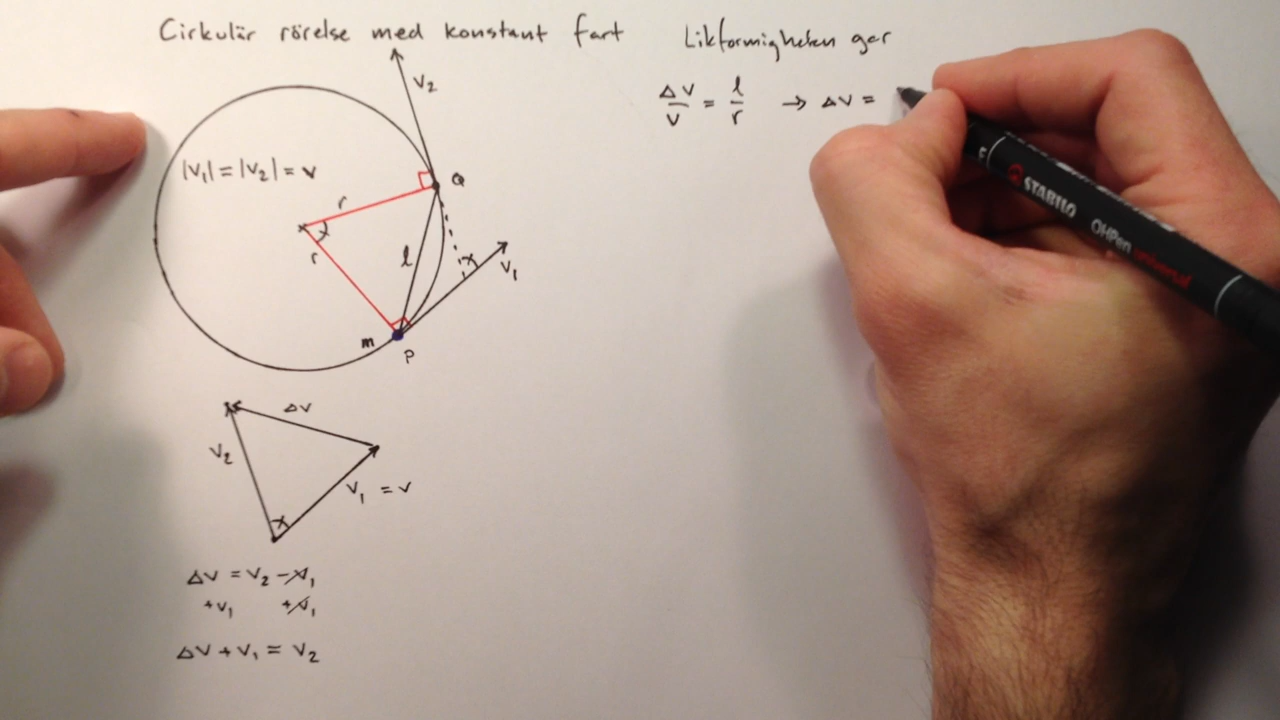 Cirkulär rörelse med konstant fart
V₂
|V₁| = |V₂| = v
r
Q
r
l
x
x
V₁
m
P
ΔV
V₂
V₁ = v
x
ΔV = V₂ - V₁
+V₁ +V₁
ΔV + V₁ = V₂
Likformigheten ger
ΔV/V = l/r → ΔV =
STABILO OHPen universal